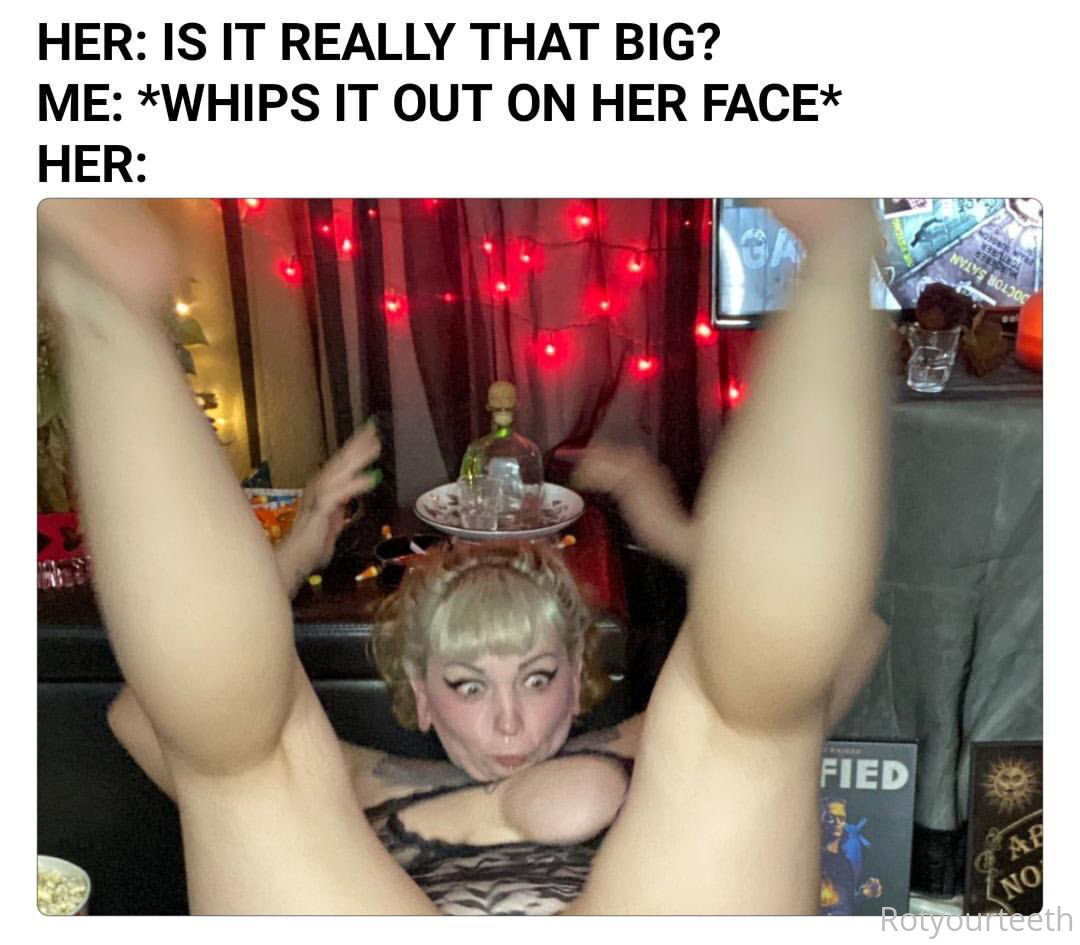 HER: IS IT REALLY THAT BIG?
ME: *WHIPS IT OUT ON HER FACE*
HER:
GA
DOCTOR SATAN
FIED
NO
Rotyourteeth